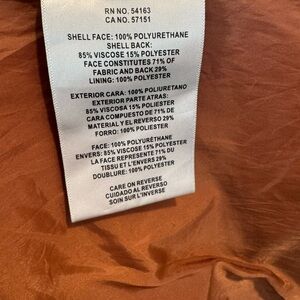 RN NO. 54163
CA NO. 57151
SHELL FACE: 100% POLYURETHANE
SHELL BACK:
85% VISCOSE 15% POLYESTER
FACE CONSTITUTES 71% OF
FABRIC AND BACK 29%
LINING: 100% POLYESTER
EXTERIOR CARA: 100% POLIURETANO
EXTERIOR PARTE ATRAS:
85% VISCOSA 15% POLIESTER
CARA COMPUESTO DE 71% DE
MATERIAL Y EL REVERSO 29%
FORRO: 100% POLIESTER
FACE: 100% POLYURÉTHANE
ENVERS: 85% VISCOSE 15% POLYESTER
LA FACE REPRÉSENTE 71% DU
TISSU ET L'ENVERS 29%
DOUBLURE: 100% POLYESTER
CARE ON REVERSE
CUIDADO AL REVERSO
SOIN SUR L'INVERSE